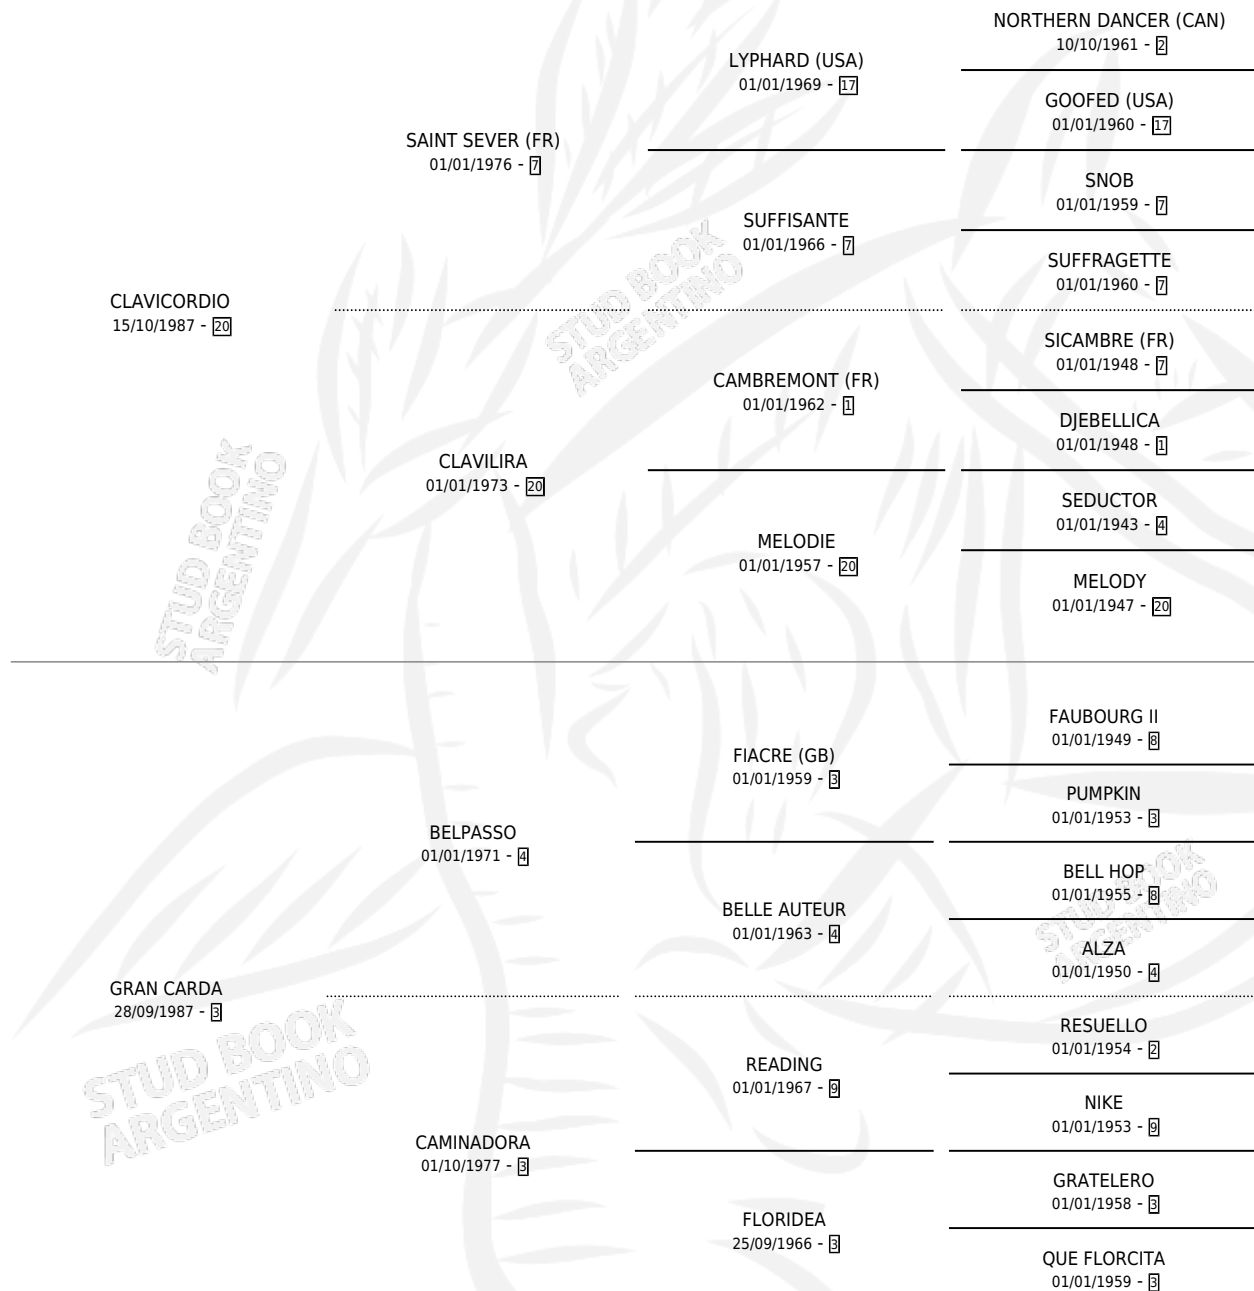 NORTHERN DANCER (CAN)
10/10/1961 - 2
LYPHARD (USA)
01/01/1969 - 17
GOOFED (USA)
01/01/1960 - 17
SAINT SEVER (FR)
01/01/1976 - 7
SNOB
01/01/1959 - 7
SUFFISANTE
01/01/1966 - 7
SUFFRAGETTE
01/01/1960 - 7
CLAVICORDIO
15/10/1987 - 20
SICAMBRE (FR)
01/01/1948 - 7
CAMBREMONT (FR)
01/01/1962 - 1
DJEBELLICA
01/01/1948 - 1
CLAVILIRA
01/01/1973 - 20
SEDUCTOR
01/01/1943 - 4
MELODIE
01/01/1957 - 20
MELODY
01/01/1947 - 20
FAUBOURG II
01/01/1949 - 8
FIACRE (GB)
01/01/1959 - 3
PUMPKIN
01/01/1953 - 3
BELPASSO
01/01/1971 - 4
BELL HOP
01/01/1955 - 8
BELLE AUTEUR
01/01/1963 - 4
ALZA
01/01/1950 - 4
GRAN CARDA
28/09/1987 - 3
RESUELLO
01/01/1954 - 2
READING
01/01/1967 - 9
NIKE
01/01/1953 - 9
CAMINADORA
01/10/1977 - 3
GRATELERO
01/01/1958 - 3
FLORIDEA
25/09/1966 - 3
QUE FLORCITA
01/01/1959 - 3
STUD BOOK
ARGENTINO
STUD BOOK
ARGENTINO
STUD BOOK
ARGENTINO
STUD BOOK
ARGENTINO